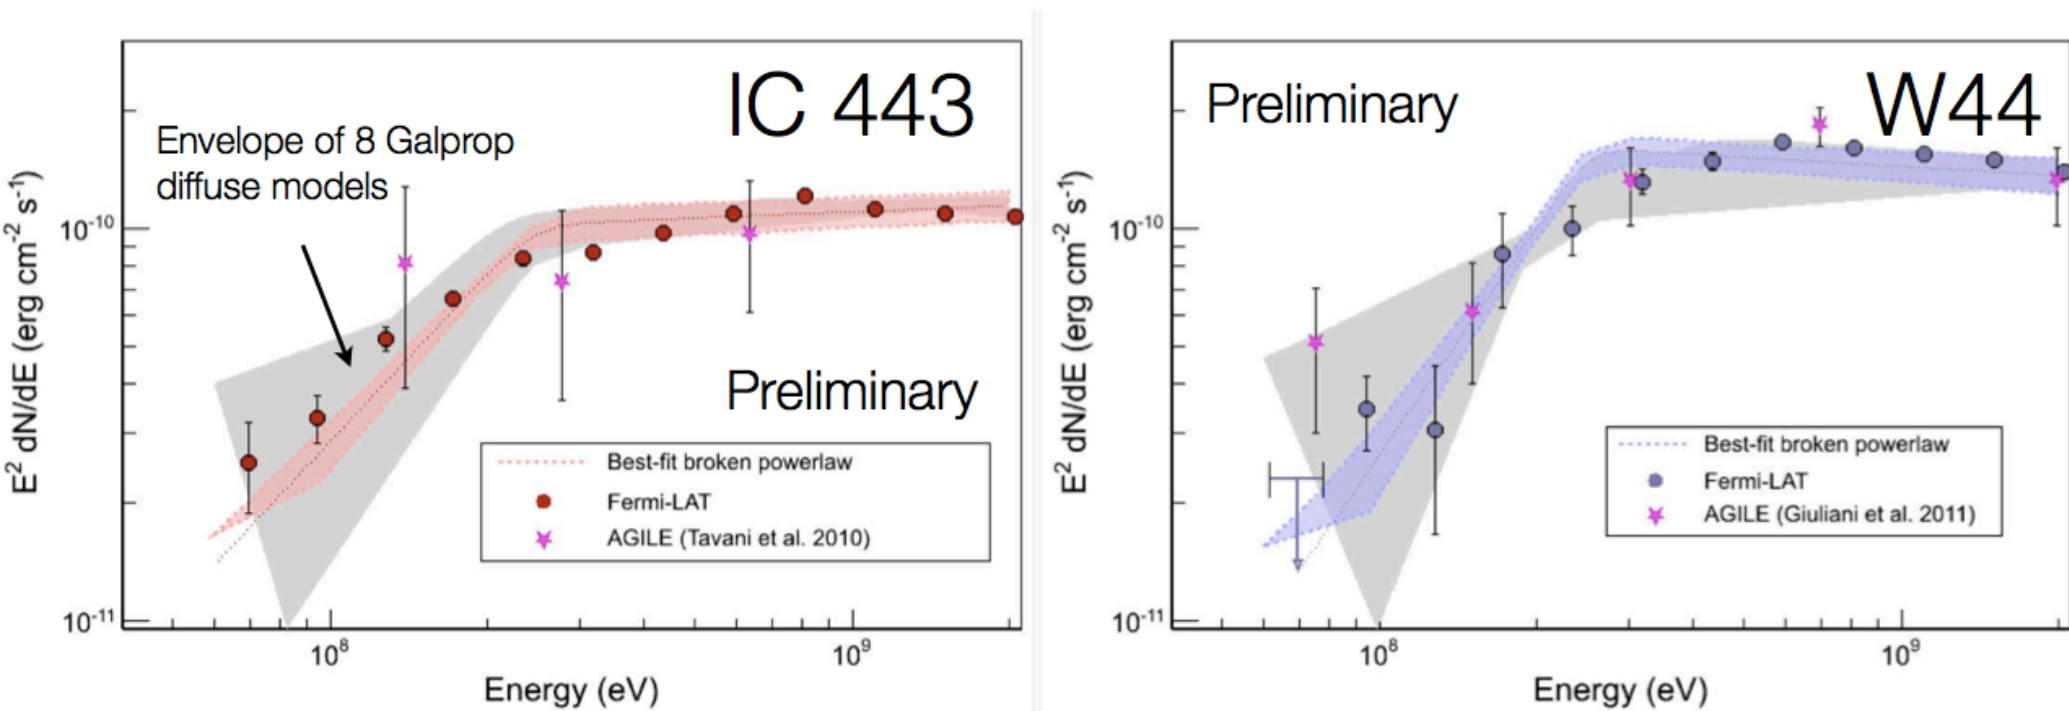 IC 443
Envelope of 8 Galprop
diffuse models
E² dN/dE (erg cm⁻² s⁻¹)
10⁻¹⁰
10⁻¹¹
Preliminary
Best-fit broken powerlaw
Fermi-LAT
AGILE (Tavani et al. 2010)
10⁸
10⁹
Energy (eV)
Preliminary
W44
E² dN/dE (erg cm⁻² s⁻¹)
10⁻¹⁰
10⁻¹¹
Best-fit broken powerlaw
Fermi-LAT
AGILE (Giuliani et al. 2011)
10⁸
10⁹
Energy (eV)